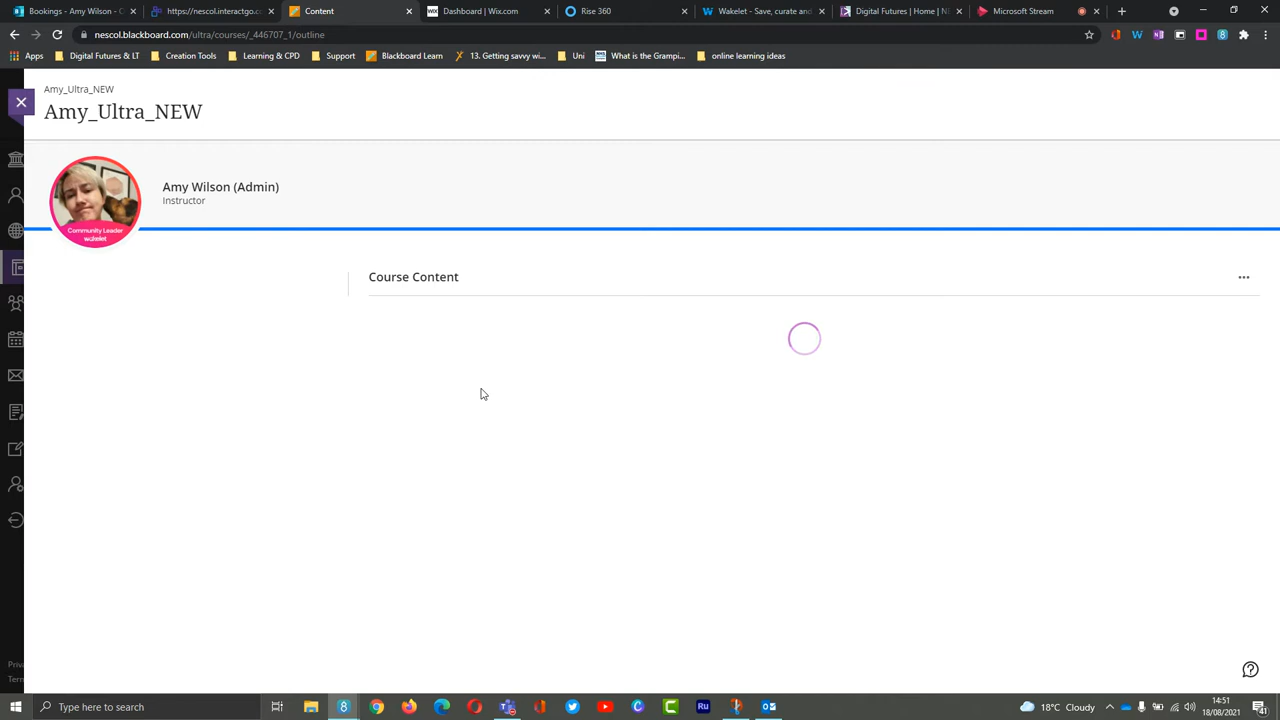 Bookings - Amy Wilson - C
https://nescol.interactgo.c
Content
Dashboard | Wix.com
Rise 360
Wakelet - Save, curate and
Digital Futures | Home | N
Microsoft Stream
nescol.blackboard.com/ultra/courses/_446707_1/outline
Apps
Digital Futures & LT
Creation Tools
Learning & CPD
Support
Blackboard Learn
13. Getting savvy wi...
Uni
What is the Grampi...
online learning ideas
Amy_Ultra_NEW
Amy_Ultra_NEW
Amy Wilson (Admin)
Instructor
Community Leader
wakelet
Course Content
Priv
Term
Type here to search
18°C Cloudy
14:51
18/08/2021